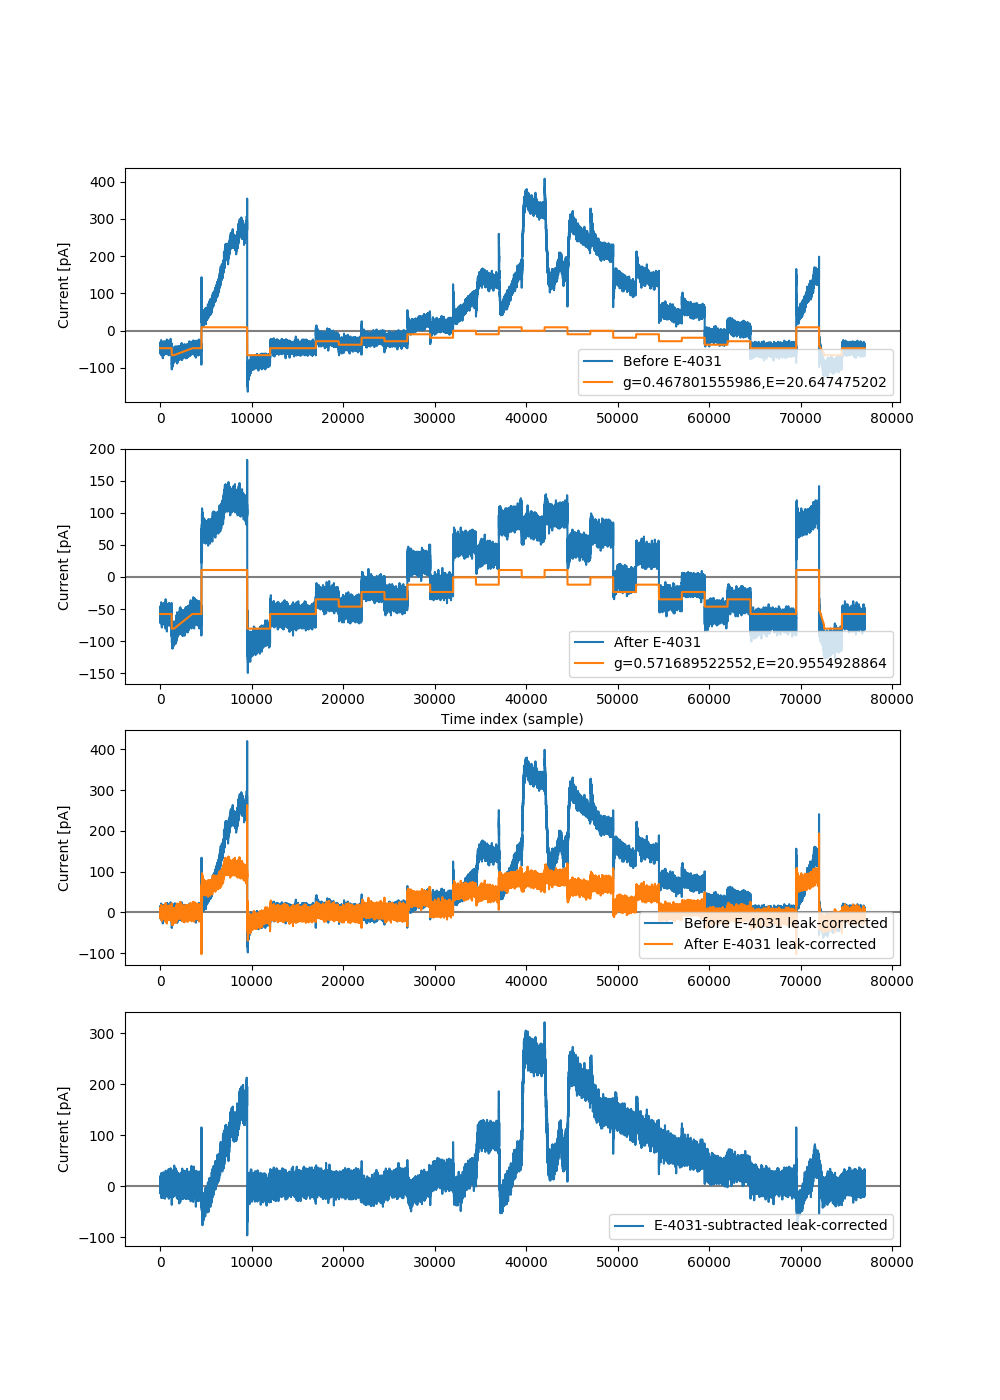 400
300
200
100
0
−100
Current [pA]
Before E-4031
g=0.467801555986,E=20.647475202
0 10000 20000 30000 40000 50000 60000 70000 80000
200
150
100
50
0
−50
−100
−150
Current [pA]
After E-4031
g=0.571689522552,E=20.9554928864
0 10000 20000 30000 40000 50000 60000 70000 80000
Time index (sample)
400
300
200
100
0
−100
Current [pA]
Before E-4031 leak-corrected
After E-4031 leak-corrected
0 10000 20000 30000 40000 50000 60000 70000 80000
300
200
100
0
−100
Current [pA]
E-4031-subtracted leak-corrected
0 10000 20000 30000 40000 50000 60000 70000 80000